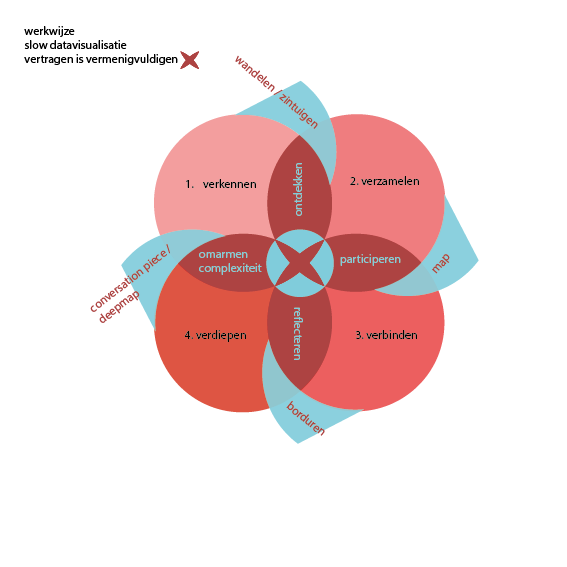 werkwijze
slow datavisualisatie
vertragen is vermenigvuldigen
wandelen / zintuigen
1. verkennen
ontdekken
2. verzamelen
omarmen
complexiteit
participeren
map
conversation piece /
deepmap
reflecteren
4. verdiepen
3. verbinden
borduren